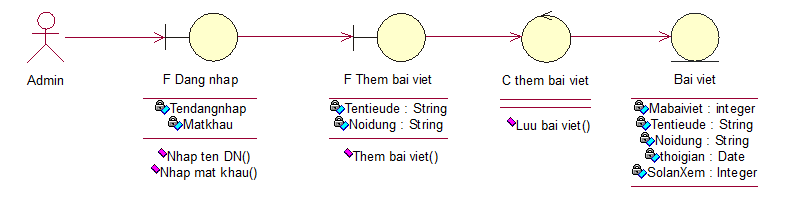 Admin
F Dang nhap
Tendangnhap
Matkhau
Nhap ten DN()
Nhap mat khau()
F Them bai viet
Tentieude : String
Noidung : String
Them bai viet()
C them bai viet
Luu bai viet()
Bai viet
Mabaiviet : integer
Tentieude : String
Noidung : String
thoigian : Date
SolanXem : Integer